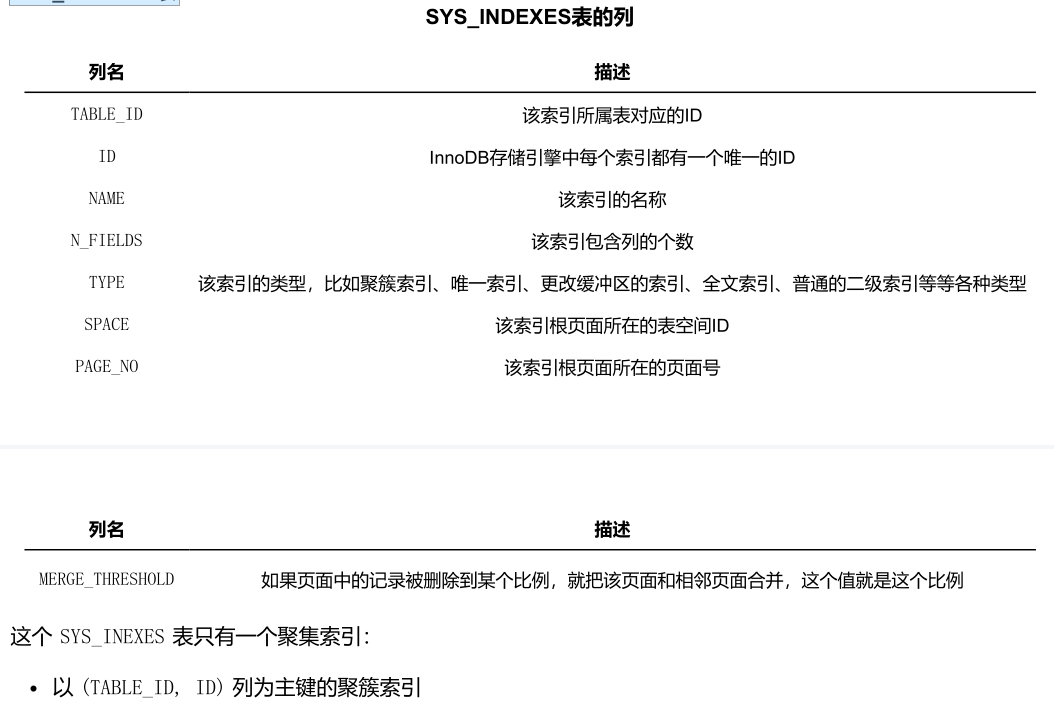 SYS_INDEXES表的列
列名 描述
TABLE_ID 该索引所属表对应的ID
ID InnoDB存储引擎中每个索引都有一个唯一的ID
NAME 该索引的名称
N_FIELDS 该索引包含列的个数
TYPE 该索引的类型，比如聚簇索引、唯一索引、更改缓冲区的索引、全文索引、普通的二级索引等等各种类型
SPACE 该索引根页面所在的表空间ID
PAGE_NO 该索引根页面所在的页面号
列名 描述
MERGE_THRESHOLD 如果页面中的记录被删除到某个比例，就把该页面和相邻页面合并，这个值就是这个比例
这个 SYS_INEXES 表只有一个聚集索引：
• 以 (TABLE_ID, ID) 列为主键的聚簇索引